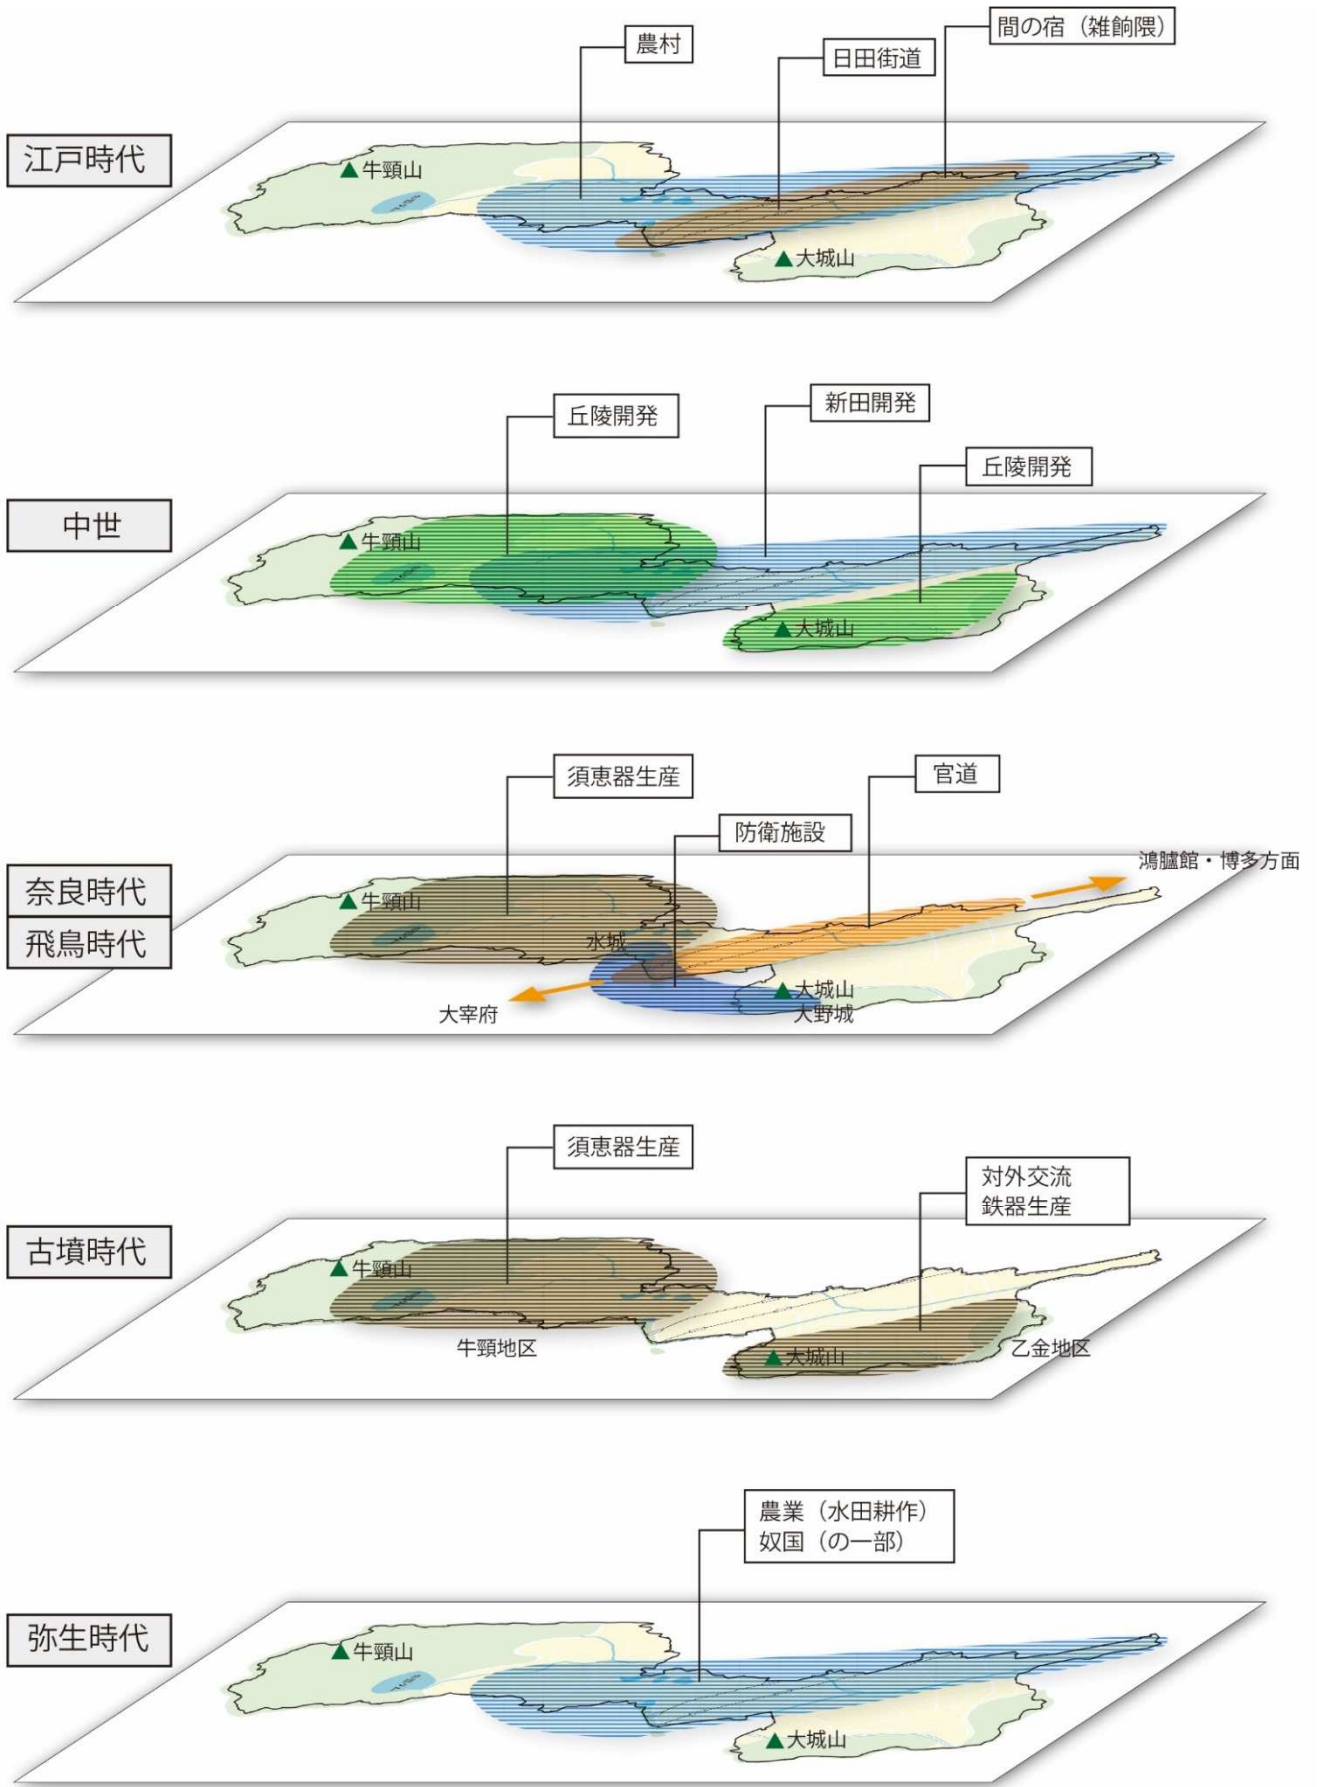 間の宿（雑餉隈）
農村
日田街道
江戸時代
牛頸山
大城山
新田開発
丘陵開発
丘陵開発
中世
牛頸山
大城山
須恵器生産
官道
防衛施設
鴻臚館・博多方面
奈良時代
飛鳥時代
牛頸山
水城
大城山
大野城
大宰府
須恵器生産
対外交流
鉄器生産
古墳時代
牛頸山
牛頸地区
大城山
乙金地区
農業（水田耕作）
奴国（の一部）
弥生時代
牛頸山
大城山